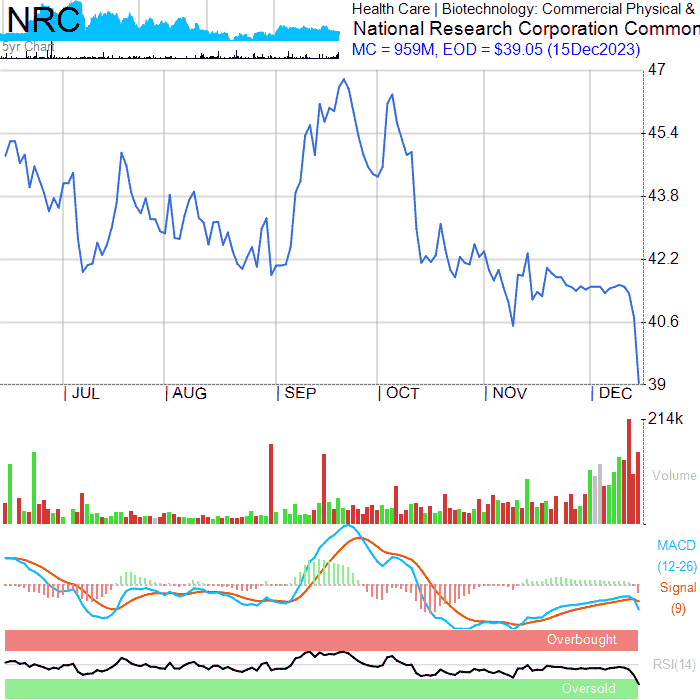 NRC
5yr Chart
Health Care | Biotechnology: Commercial Physical &
National Research Corporation Common
MC = 959M, EOD = $39.05 (15Dec2023)
47
45.4
43.8
42.2
40.6
39
JUL AUG SEP OCT NOV DEC
214k
Volume
MACD
(12-26)
Signal
(9)
Overbought
RSI(14)
Oversold